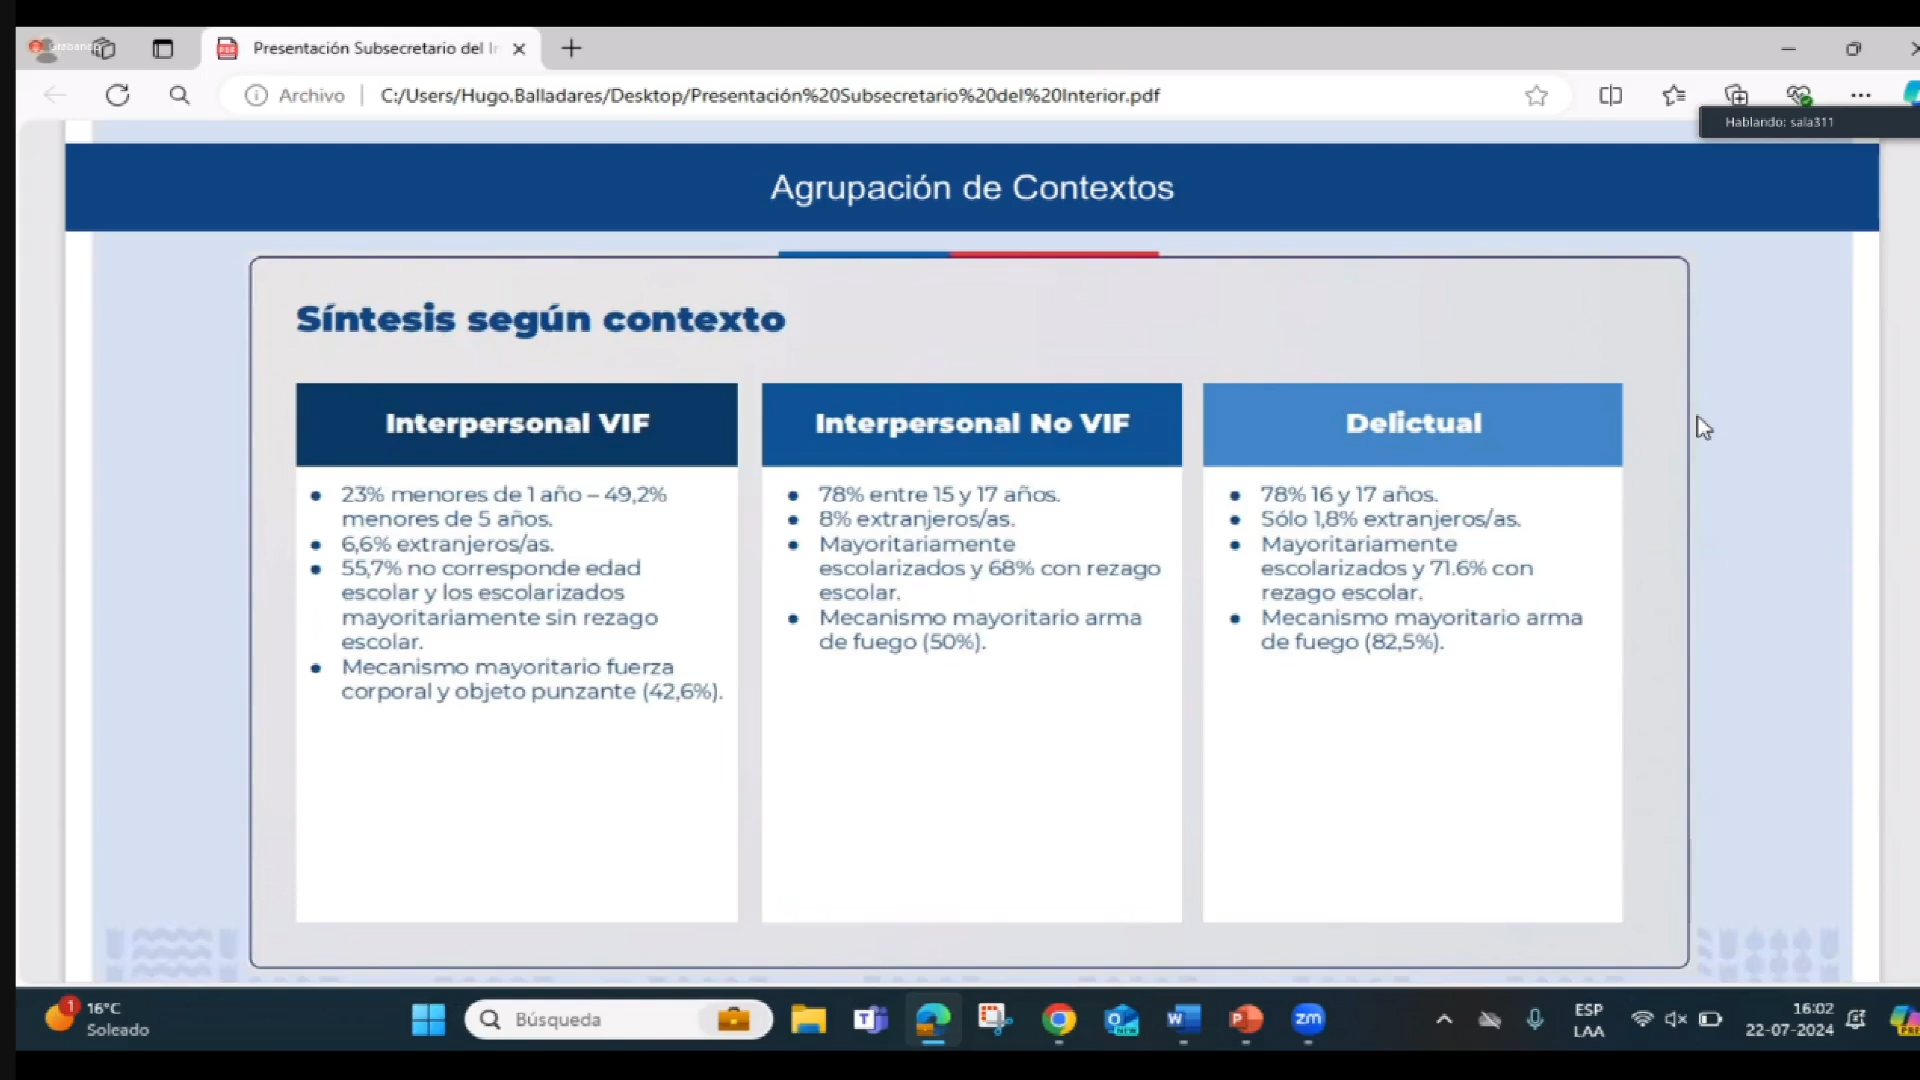 Grabando
Presentación Subsecretario del In
Archivo
C:/Users/Hugo.Balladares/Desktop/Presentación%20Subsecretario%20del%20Interior.pdf
Hablando: sala311
Agrupación de Contextos
Síntesis según contexto
Interpersonal VIF
23% menores de 1 año – 49,2%
menores de 5 años.
6,6% extranjeros/as.
55,7% no corresponde edad
escolar y los escolarizados
mayoritariamente sin rezago
escolar.
Mecanismo mayoritario fuerza
corporal y objeto punzante (42,6%).
Interpersonal No VIF
78% entre 15 y 17 años.
8% extranjeros/as.
Mayoritariamente
escolarizados y 68% con rezago
escolar.
Mecanismo mayoritario arma
de fuego (50%).
Delictual
78% 16 y 17 años.
Sólo 1,8% extranjeros/as.
Mayoritariamente
escolarizados y 71.6% con
rezago escolar.
Mecanismo mayoritario arma
de fuego (82,5%).
1
16°C
Soleado
Búsqueda
NEW
zm
ESP
LAA
16:02
22-07-2024
PRE